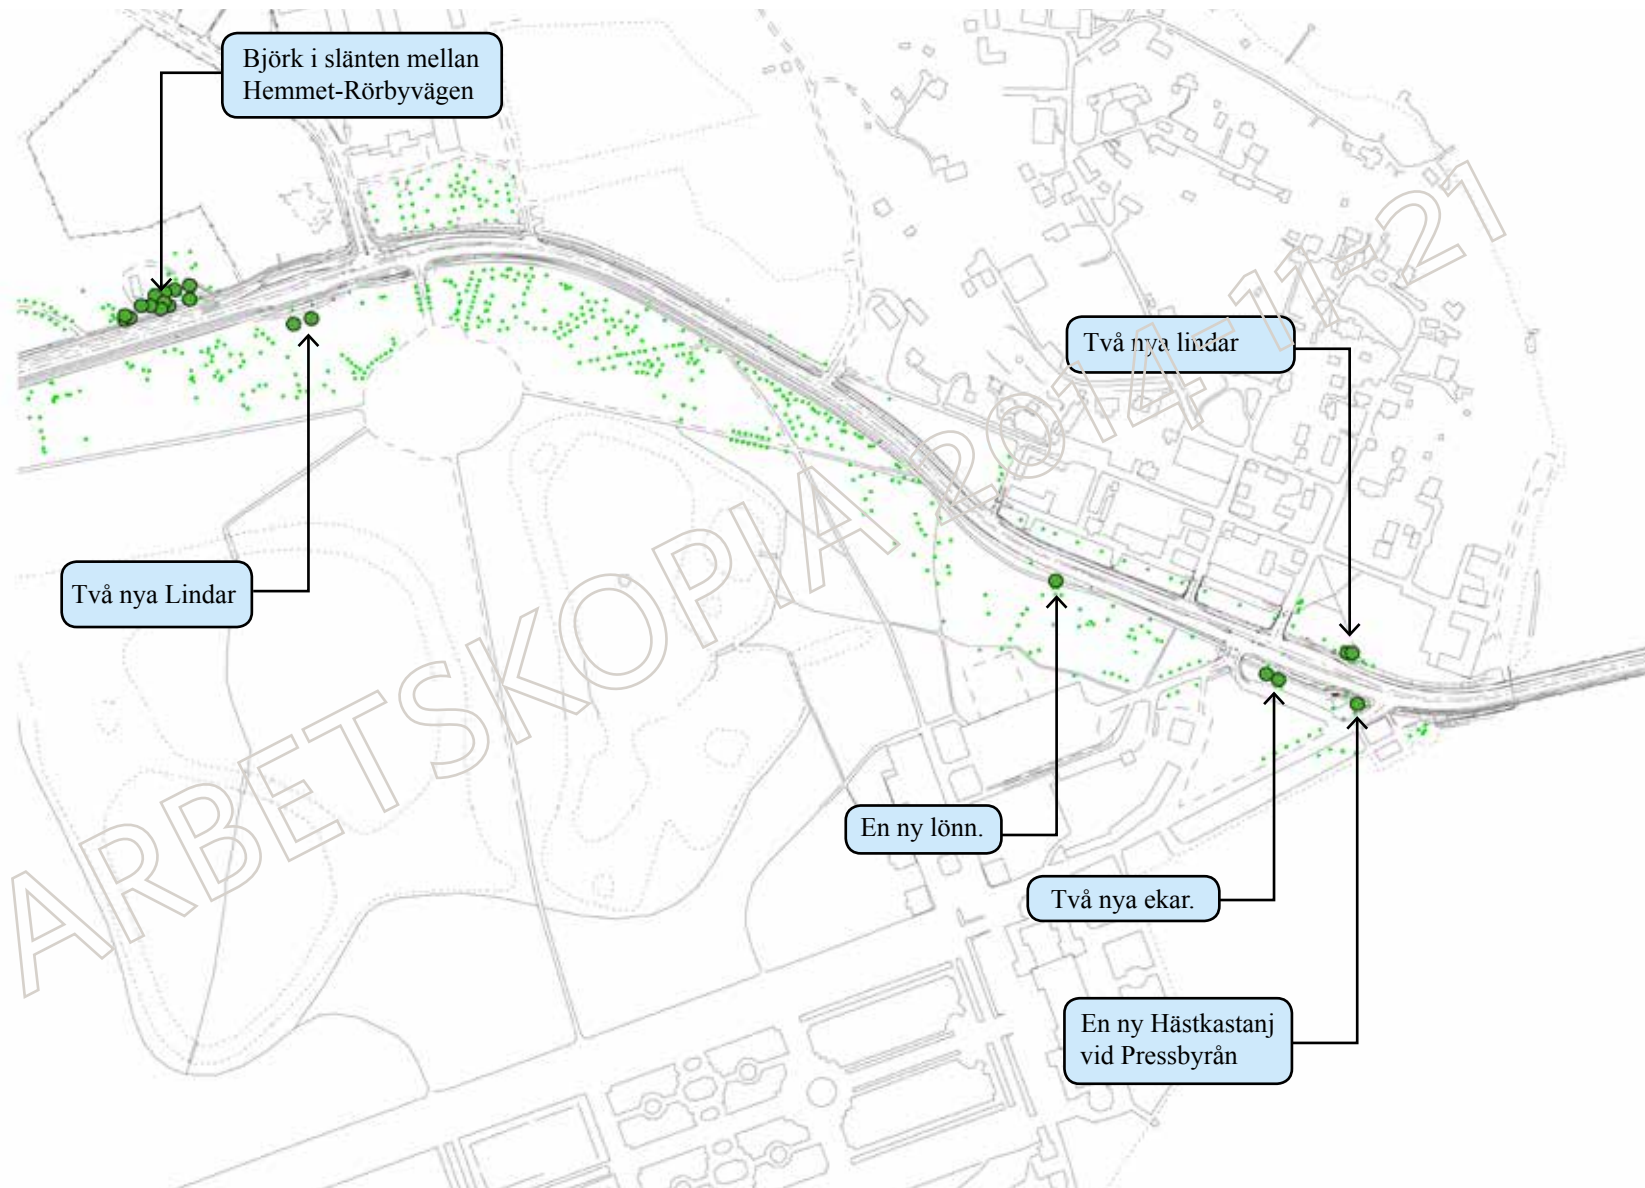 Björk i slänten mellan
Hemmet-Rörbyvägen
Två nya lindar
Två nya Lindar
En ny lönn.
Två nya ekar.
En ny Hästkastanj
vid Pressbyrån
ARBETSKOPIA 2014-11-21